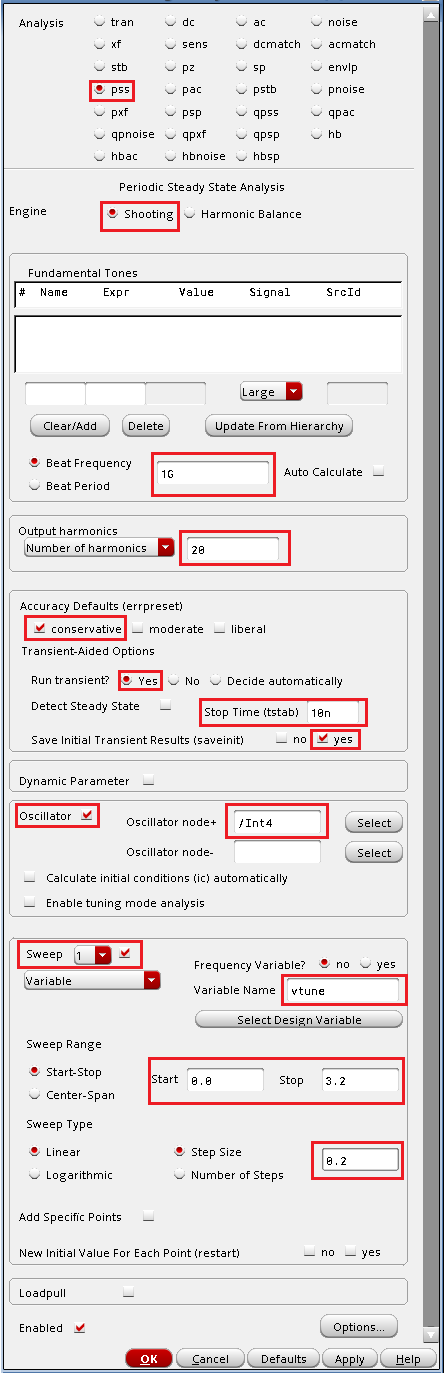 Analysis tran dc ac noise
xf sens dcmatch acmatch
stb pz sp envlp
pss pac pstb pnoise
pxf psp qpss qpac
qpnoise qpxf qpsp hb
hbac hbnoise hbsp
Periodic Steady State Analysis
Engine Shooting Harmonic Balance
Fundamental Tones
# Name Expr Value Signal SrcId
Large
Clear/Add Delete Update From Hierarchy
Beat Frequency 1G Auto Calculate
Beat Period
Output harmonics
Number of harmonics 20
Accuracy Defaults (errpreset)
conservative moderate liberal
Transient-Aided Options
Run transient? Yes No Decide automatically
Detect Steady State Stop Time (tstab) 10n
Save Initial Transient Results (saveinit) no yes
Dynamic Parameter
Oscillator Oscillator node+ /Int4 Select
Oscillator node- Select
Calculate initial conditions (ic) automatically
Enable tuning mode analysis
Sweep 1 Frequency Variable? no yes
Variable Variable Name vtune
Select Design Variable
Sweep Range
Start-Stop Start 0.0 Stop 3.2
Center-Span
Sweep Type
Linear Step Size 0.2
Logarithmic Number of Steps
Add Specific Points
New Initial Value For Each Point (restart) no yes
Loadpull
Enabled Options...
OK Cancel Defaults Apply Help